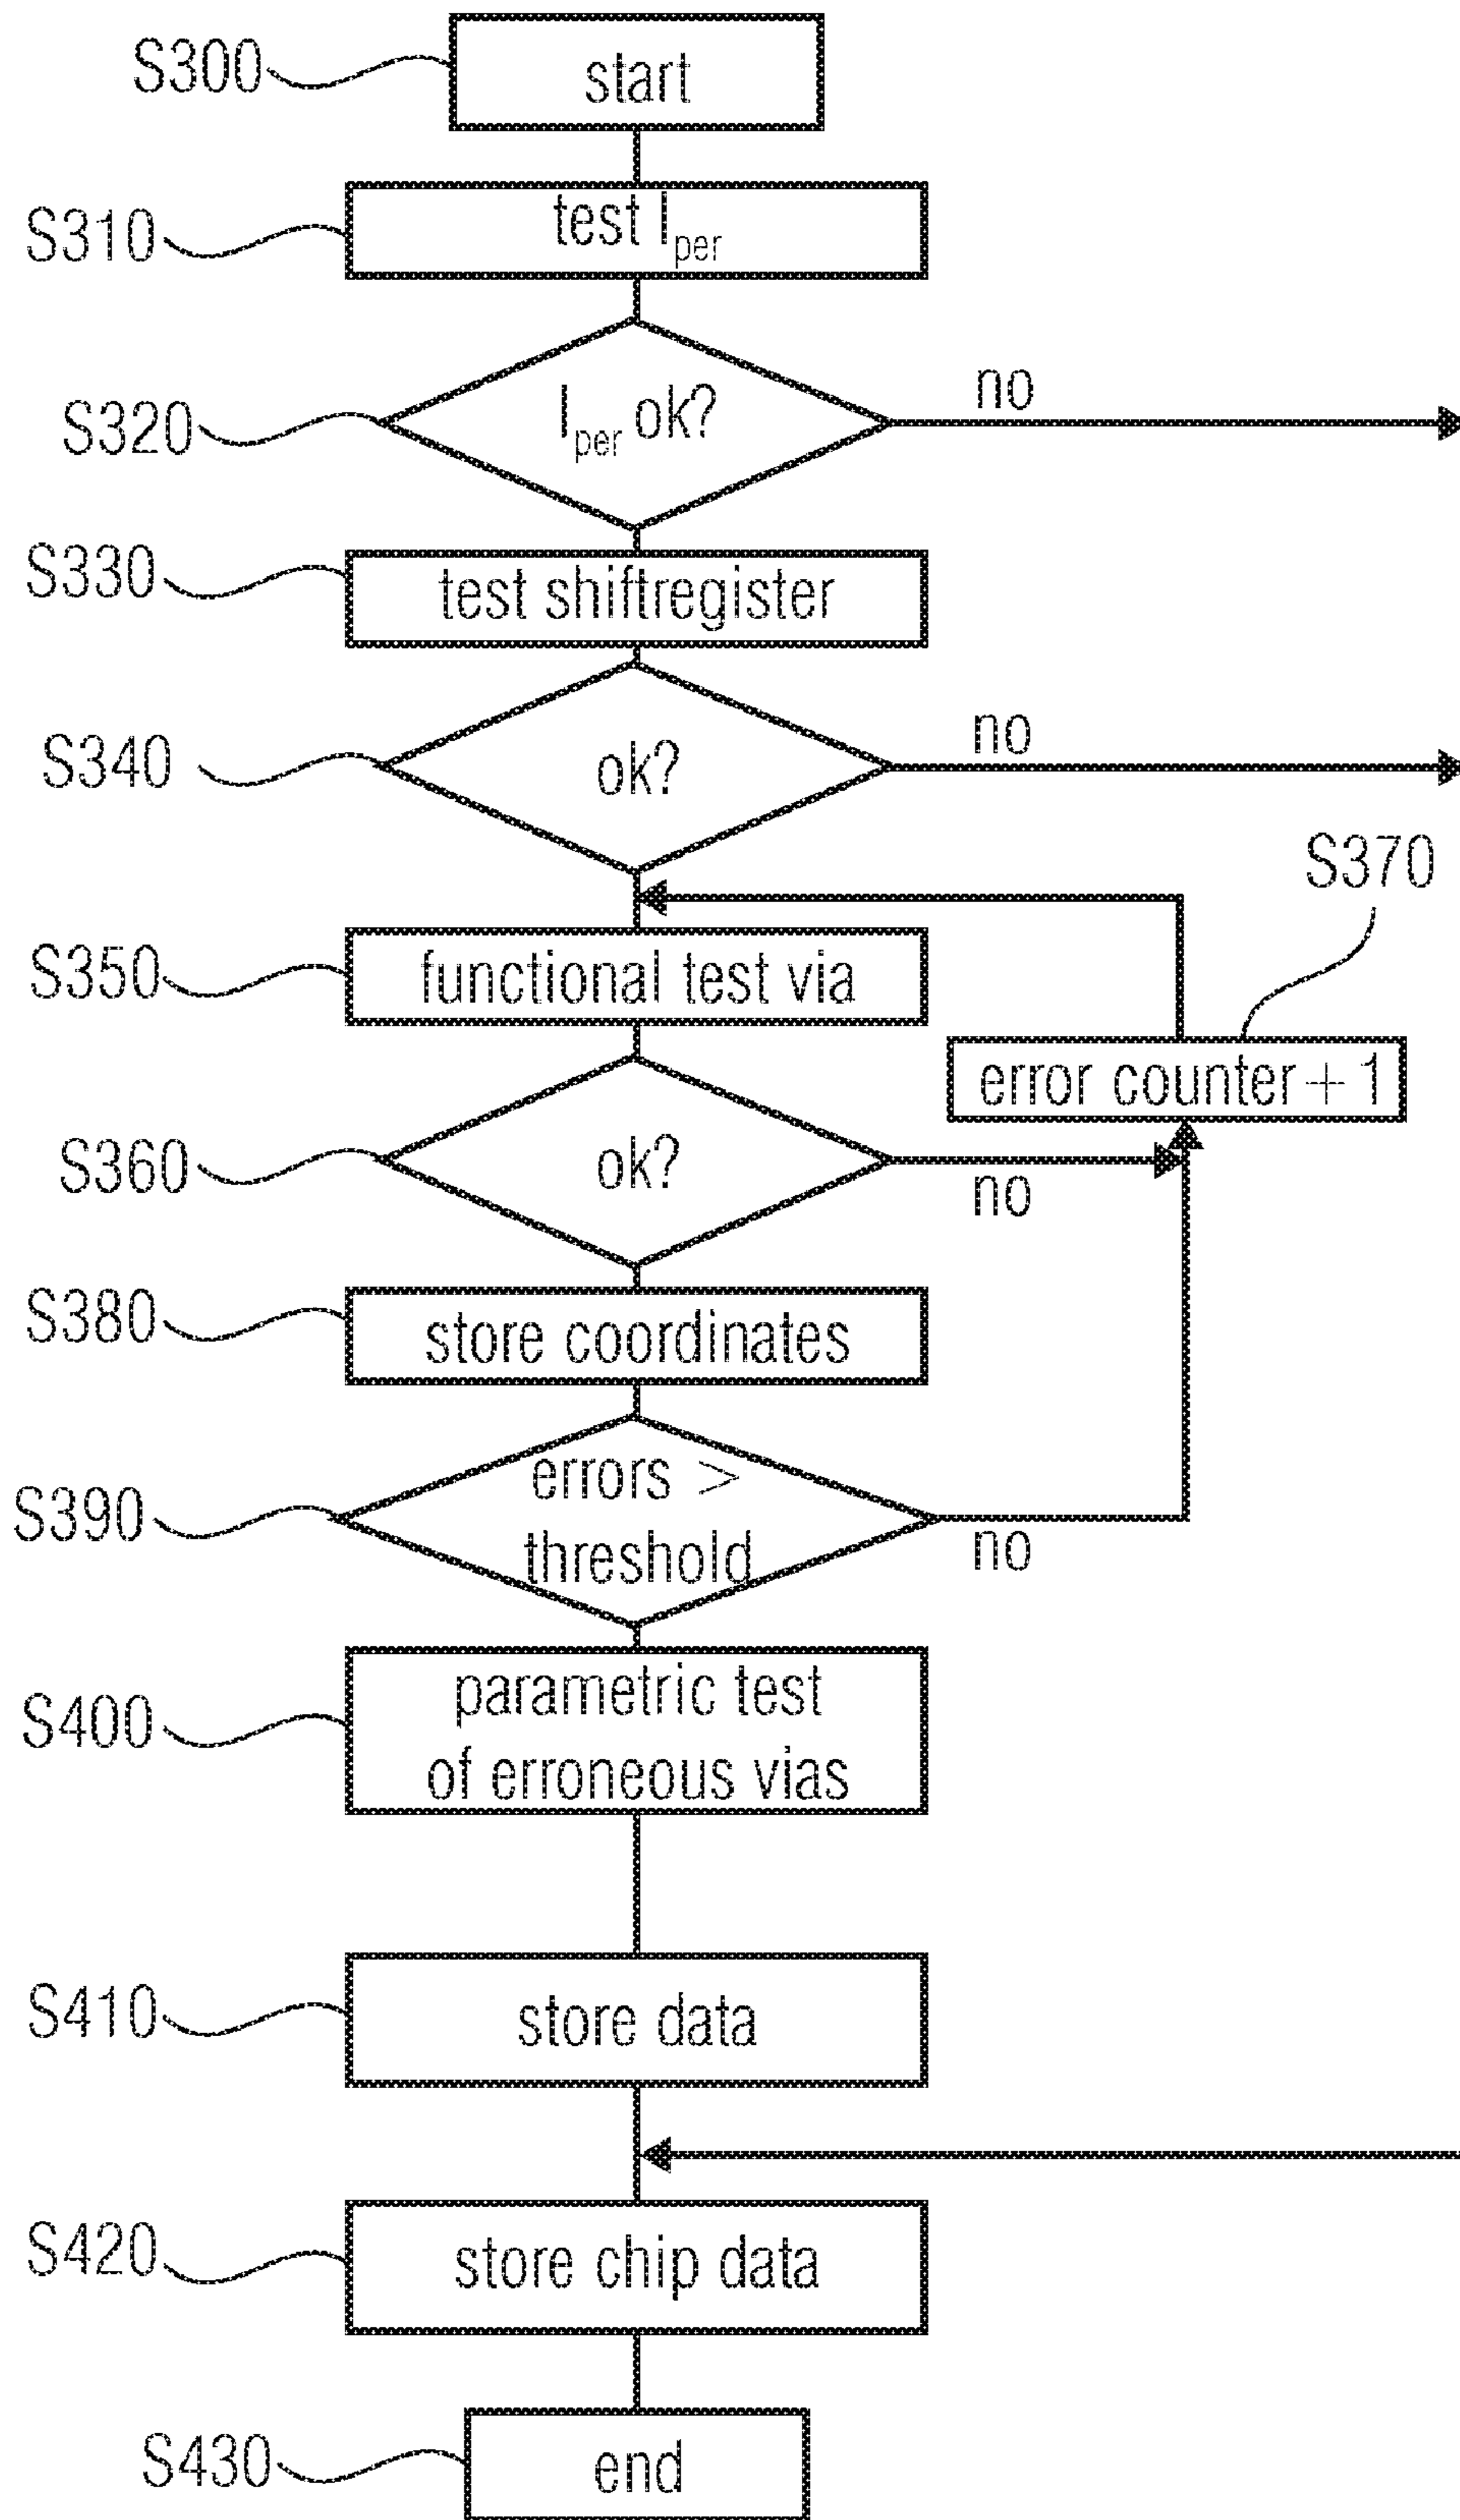 S300
start
S310
test Iper
S320
Iper ok?
no
S330
test shiftregister
S340
ok?
no
S370
S350
functional test via
error counter + 1
S360
ok?
no
S380
store coordinates
S390
errors >
threshold
no
S400
parametric test
of erroneous vias
S410
store data
S420
store chip data
S430
end